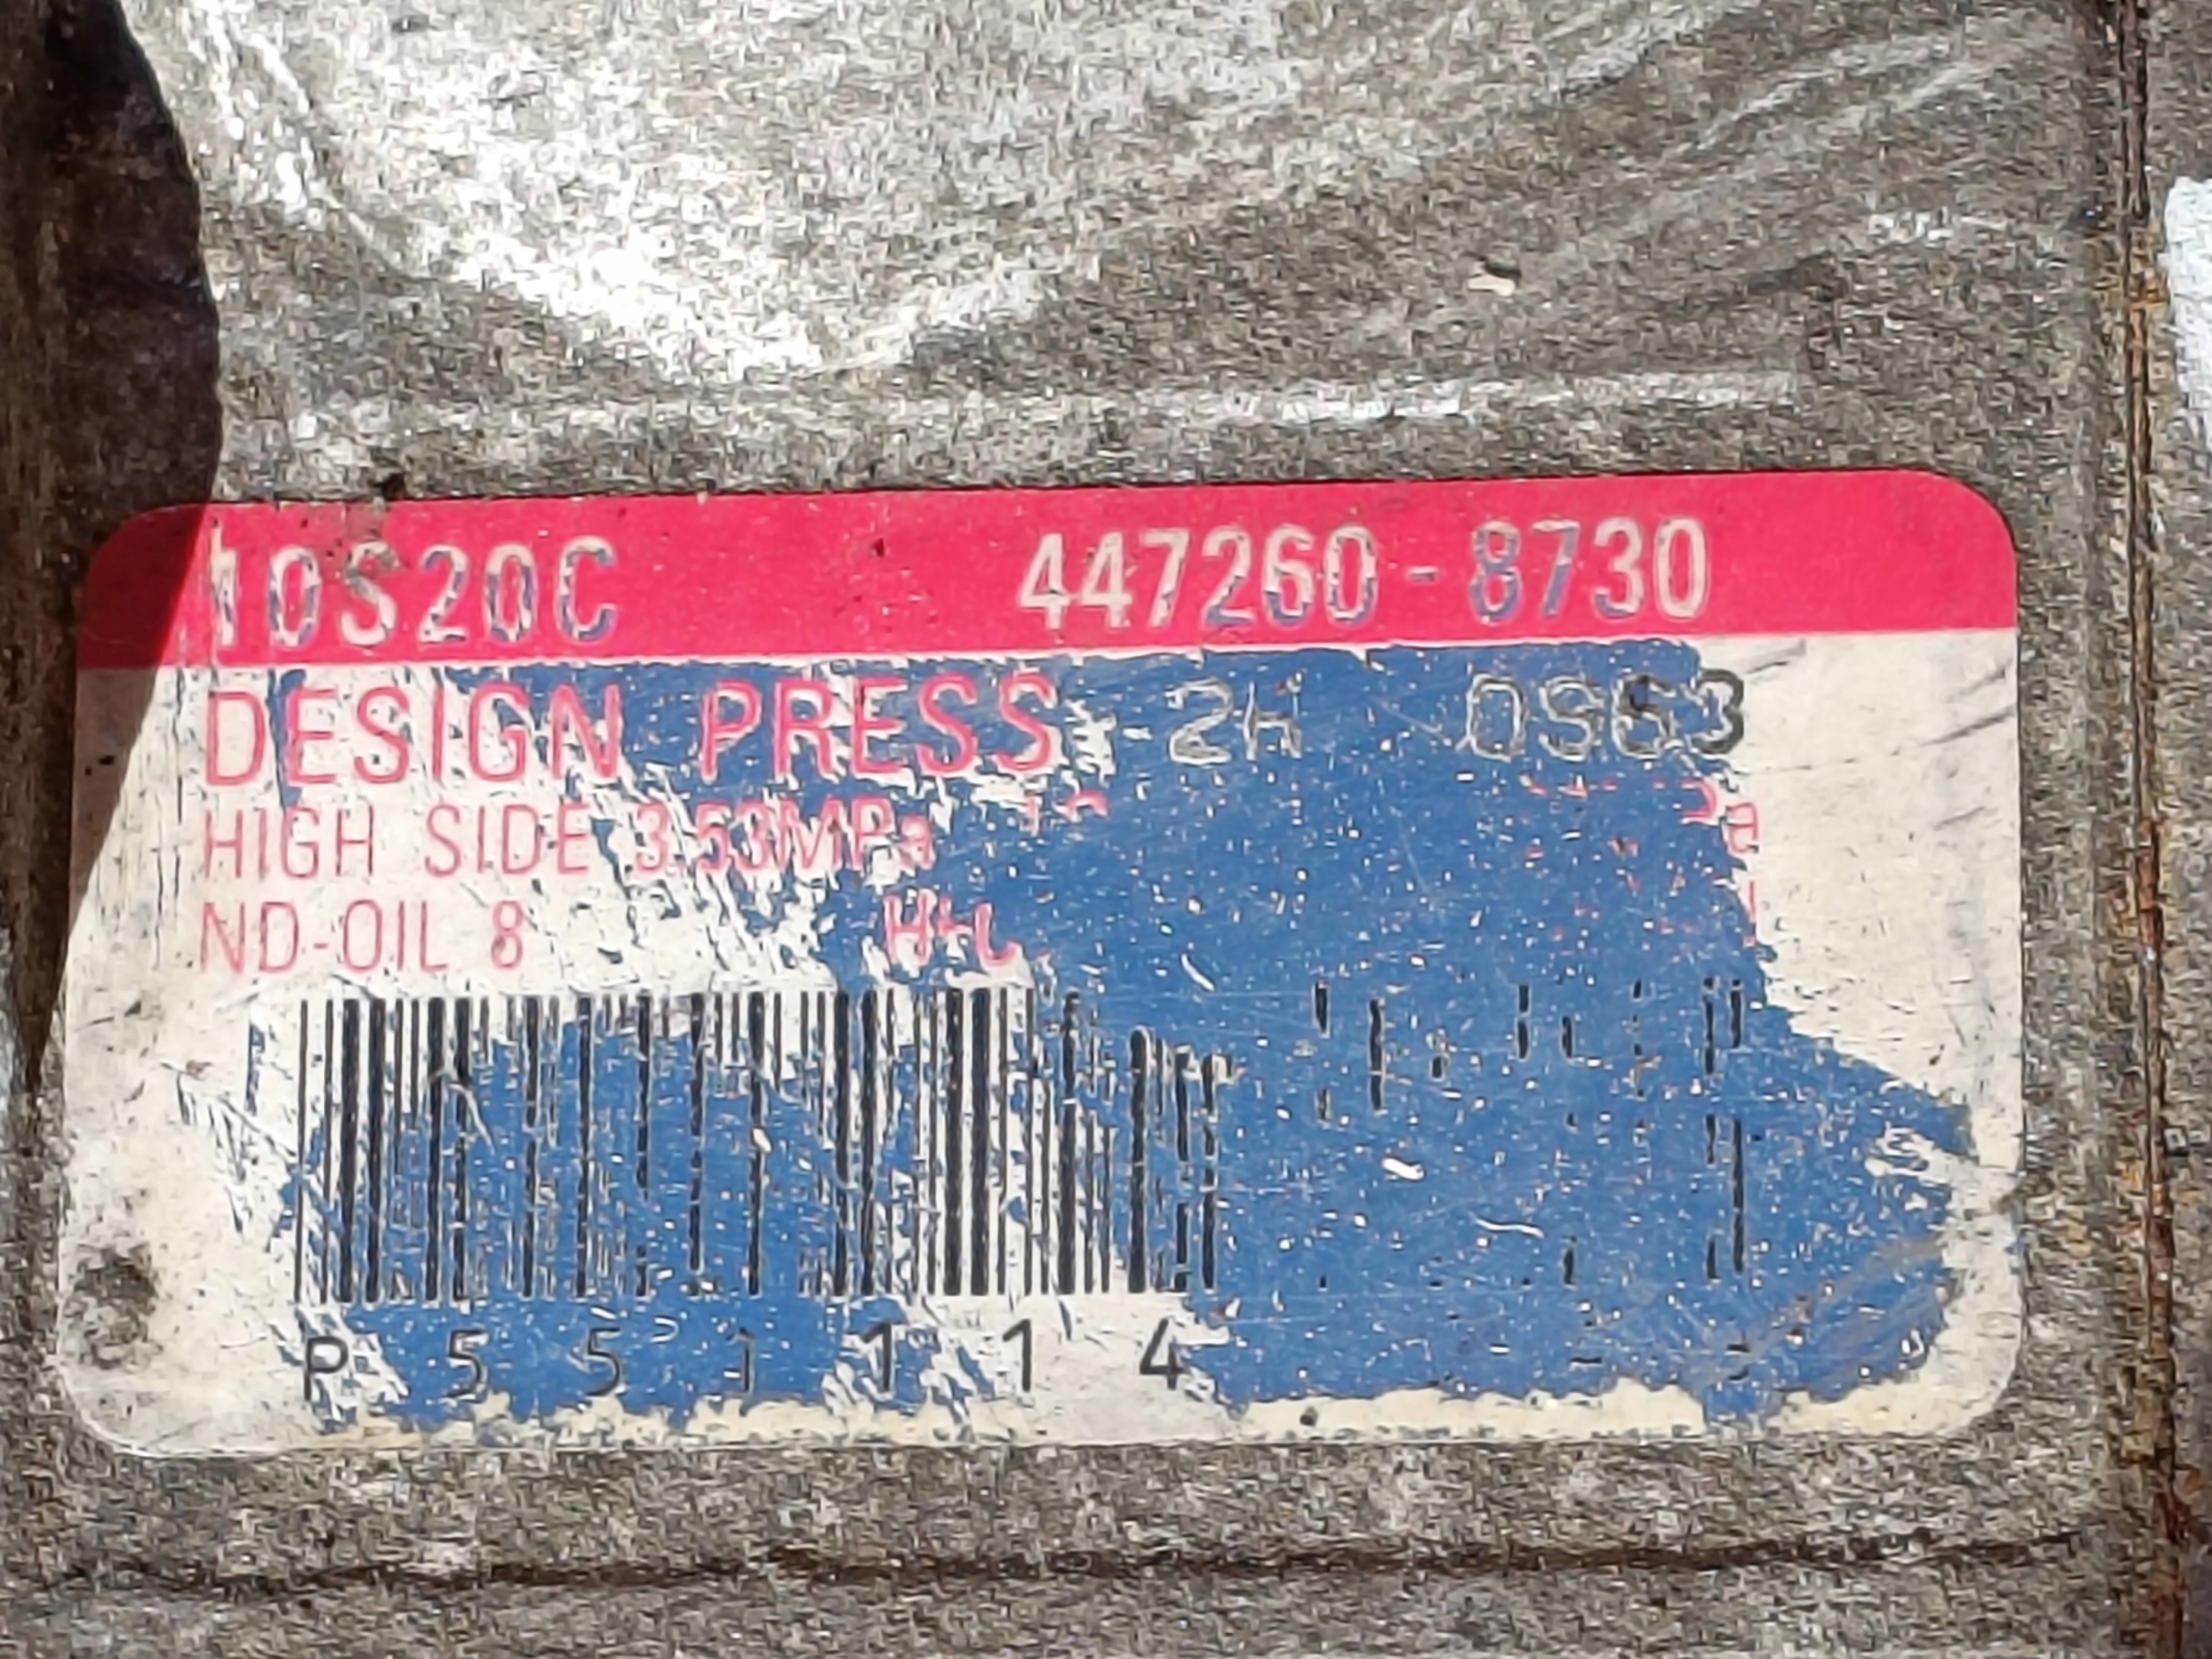 10S20C 447260-8730
DESIGN PRESS 2H 0S63
HIGH SIDE 3.53MPa
ND-OIL 8
P 5 5 1 1 1 4